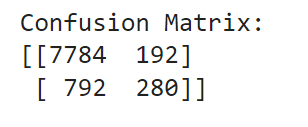 Confusion Matrix:
[[7784  192]
 [ 792  280]]